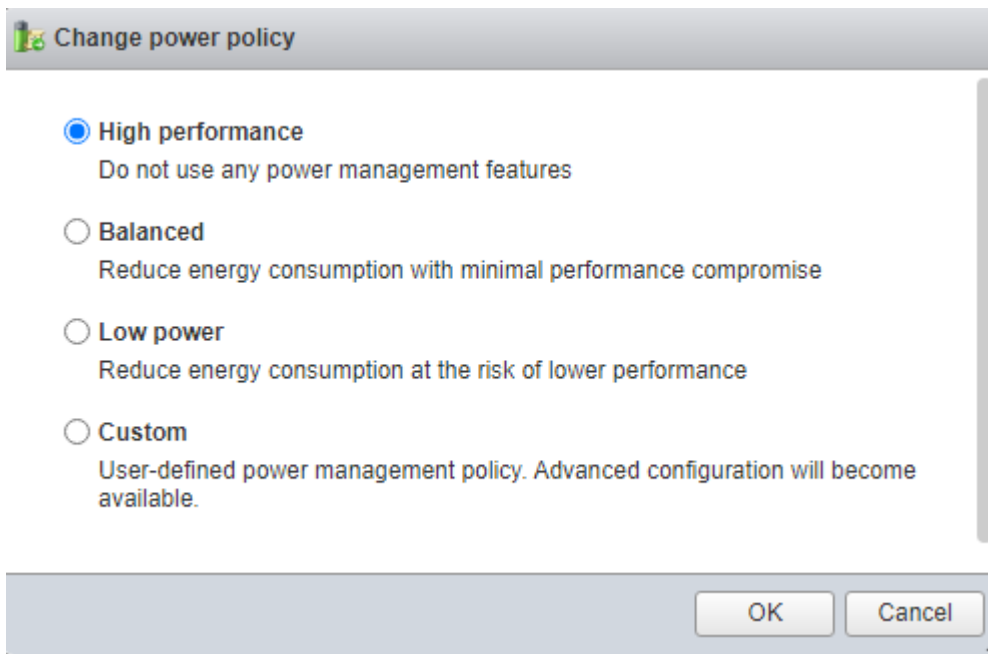 Change power policy
High performance
Do not use any power management features
Balanced
Reduce energy consumption with minimal performance compromise
Low power
Reduce energy consumption at the risk of lower performance
Custom
User-defined power management policy. Advanced configuration will become
available.
OK
Cancel